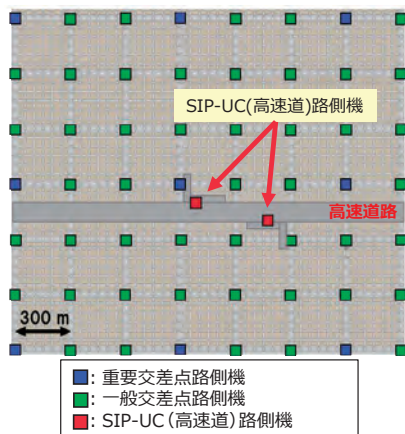 SIP-UC(高速道)路側機
高速道路
300 m
: 重要交差点路側機
: 一般交差点路側機
: SIP-UC (高速道) 路側機